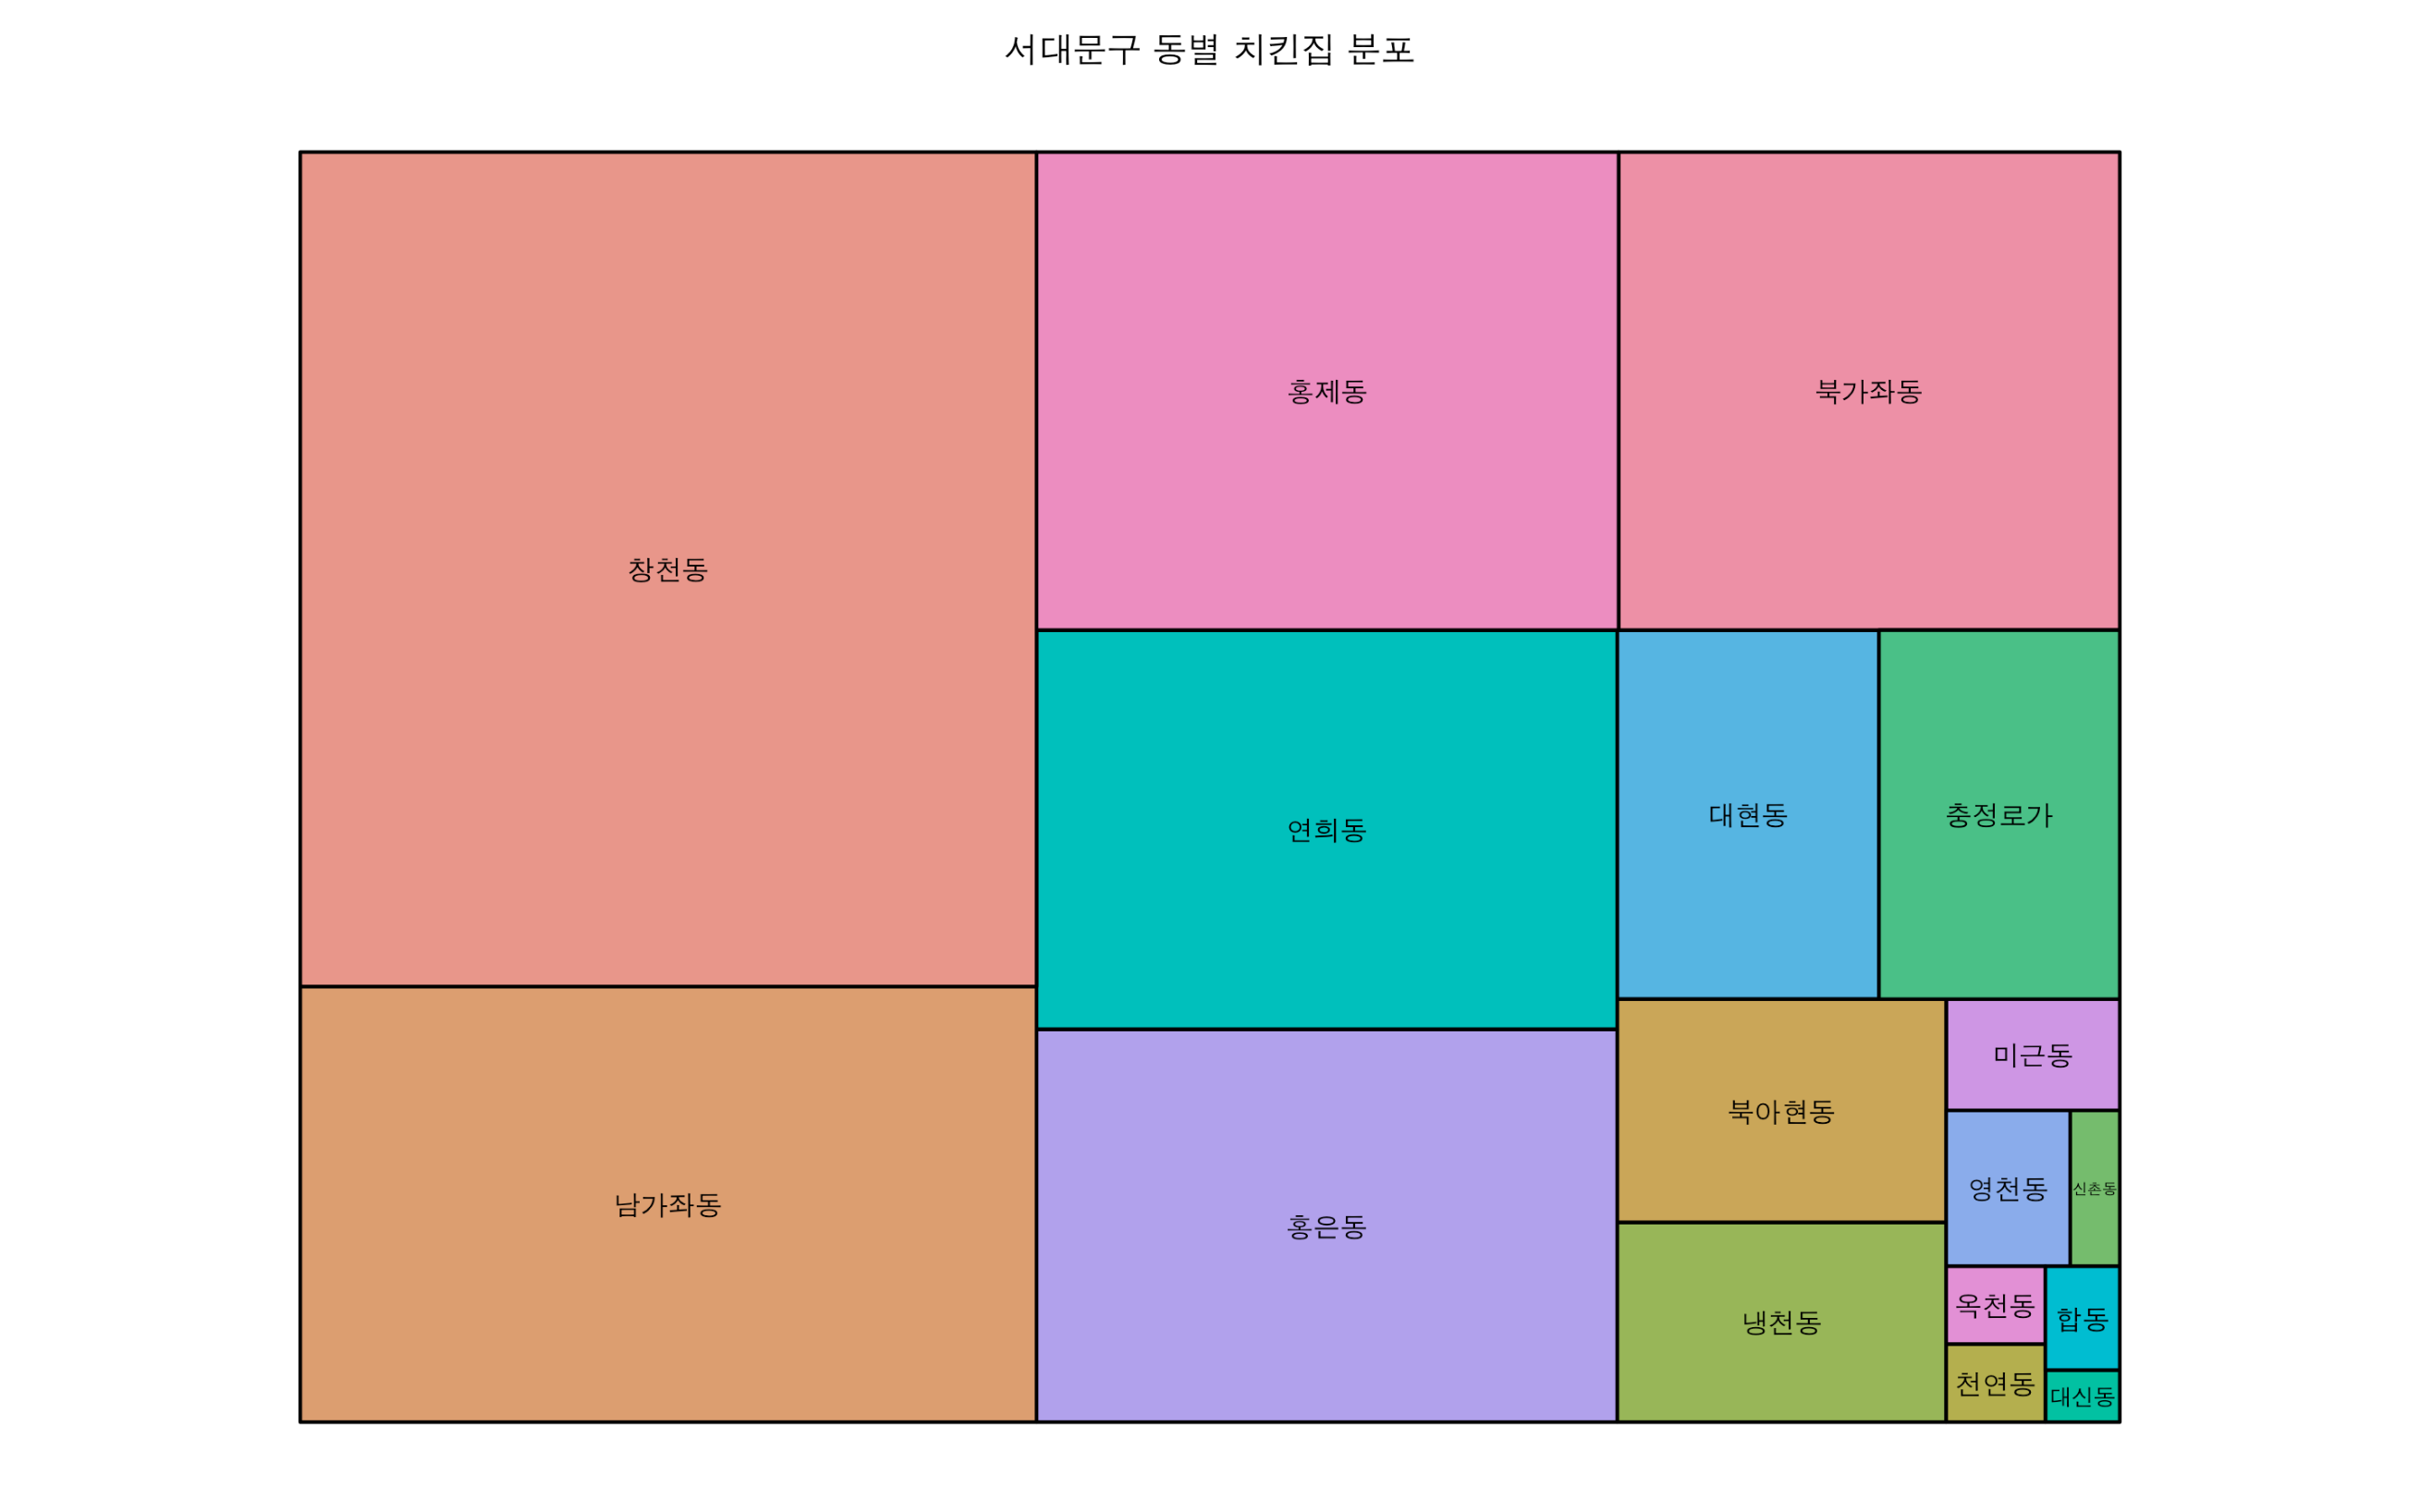 서대문구 동별 치킨집 분포
창천동
홍제동
북가좌동
연희동
대현동
충정로가
남가좌동
홍은동
북아현동
냉천동
미근동
영천동
신촌동
옥천동
합동
천연동
대신동